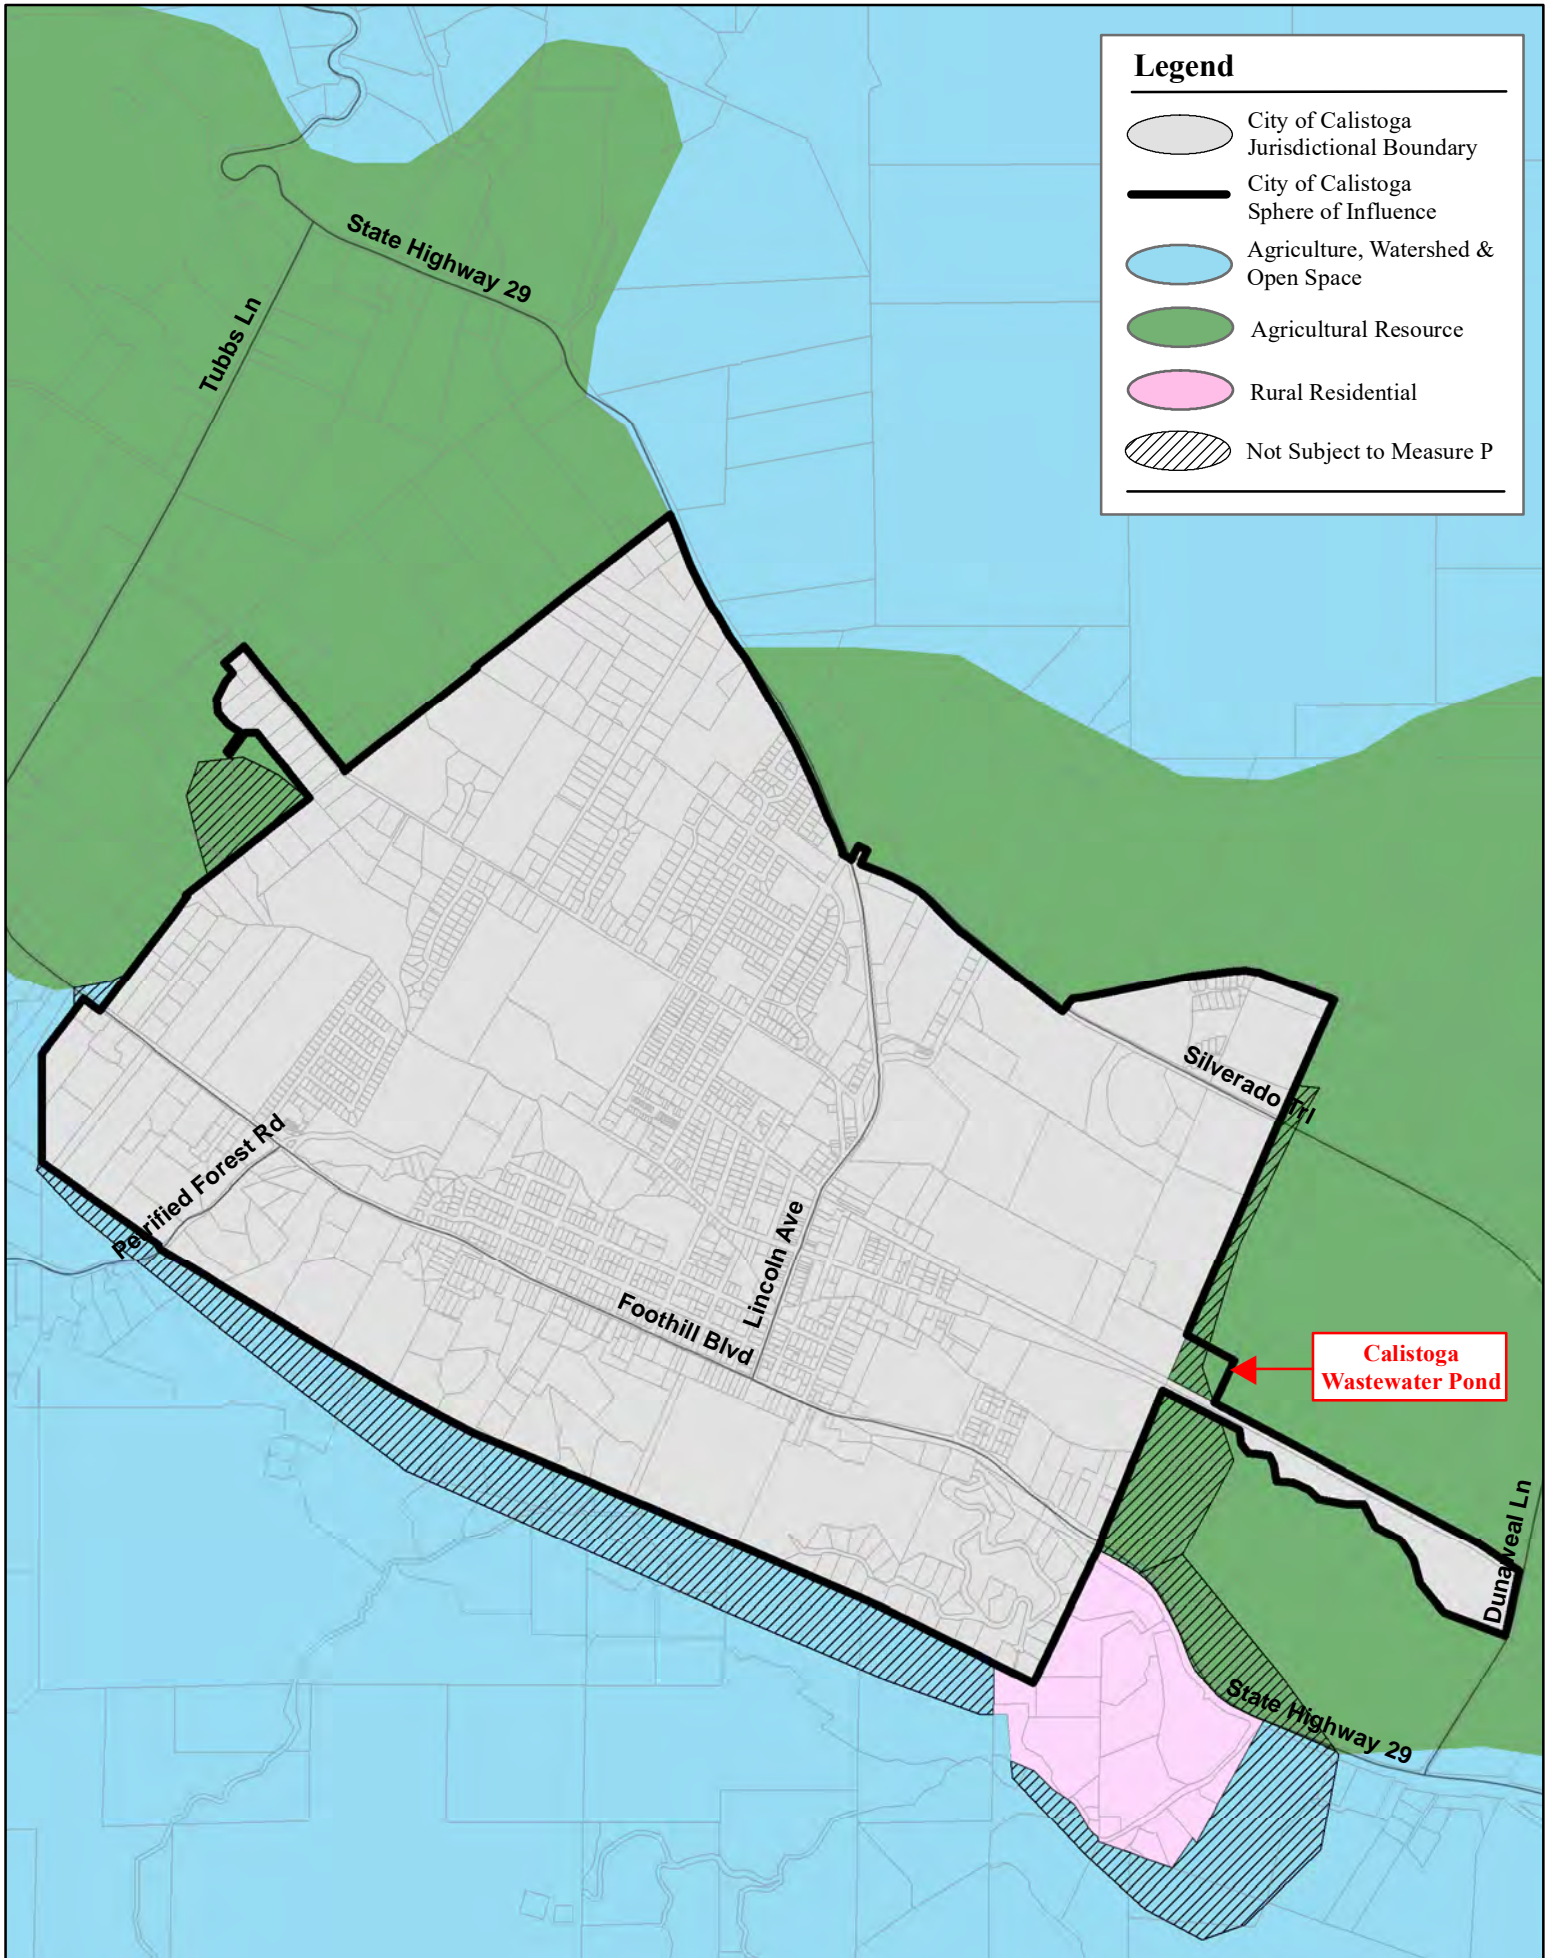 Legend
City of Calistoga
Jurisdictional Boundary
City of Calistoga
Sphere of Influence
Agriculture, Watershed &
Open Space
Agricultural Resource
Rural Residential
Not Subject to Measure P
State Highway 29
Tubbs Ln
Silverado Trl
Petrified Forest Rd
Lincoln Ave
Foothill Blvd
Calistoga
Wastewater Pond
Dunaweal Ln
State Highway 29